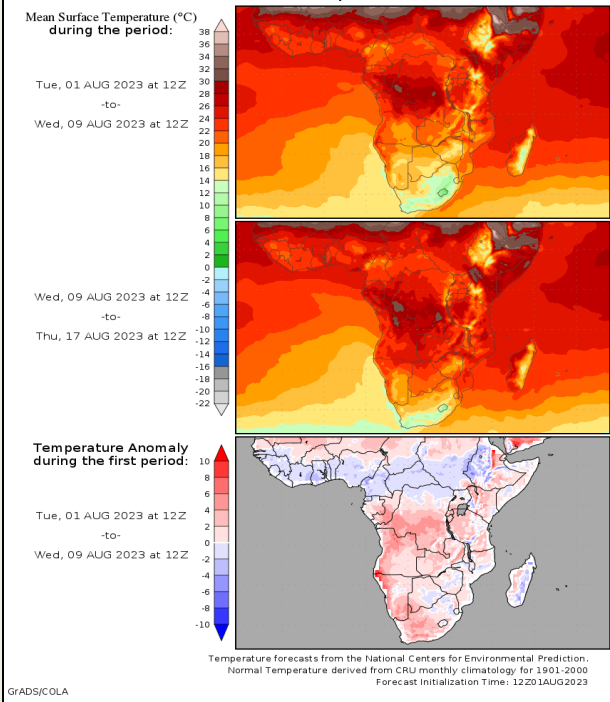 Mean Surface Temperature (°C)
during the period:
Tue, 01 AUG 2023 at 12Z
-to-
Wed, 09 AUG 2023 at 12Z
38
36
34
32
30
28
26
24
22
20
18
16
14
12
10
8
6
4
2
0
-2
-4
-6
-8
-10
-12
-14
-16
-18
-20
-22
Wed, 09 AUG 2023 at 12Z
-to-
Thu, 17 AUG 2023 at 12Z
Temperature Anomaly
during the first period:
Tue, 01 AUG 2023 at 12Z
-to-
Wed, 09 AUG 2023 at 12Z
10
8
6
4
2
0
-2
-4
-6
-8
-10
Temperature forecasts from the National Centers for Environmental Prediction.
Normal Temperature derived from CRU monthly climatology for 1901-2000
Forecast Initialization Time: 12Z01AUG2023
GrADS/COLA